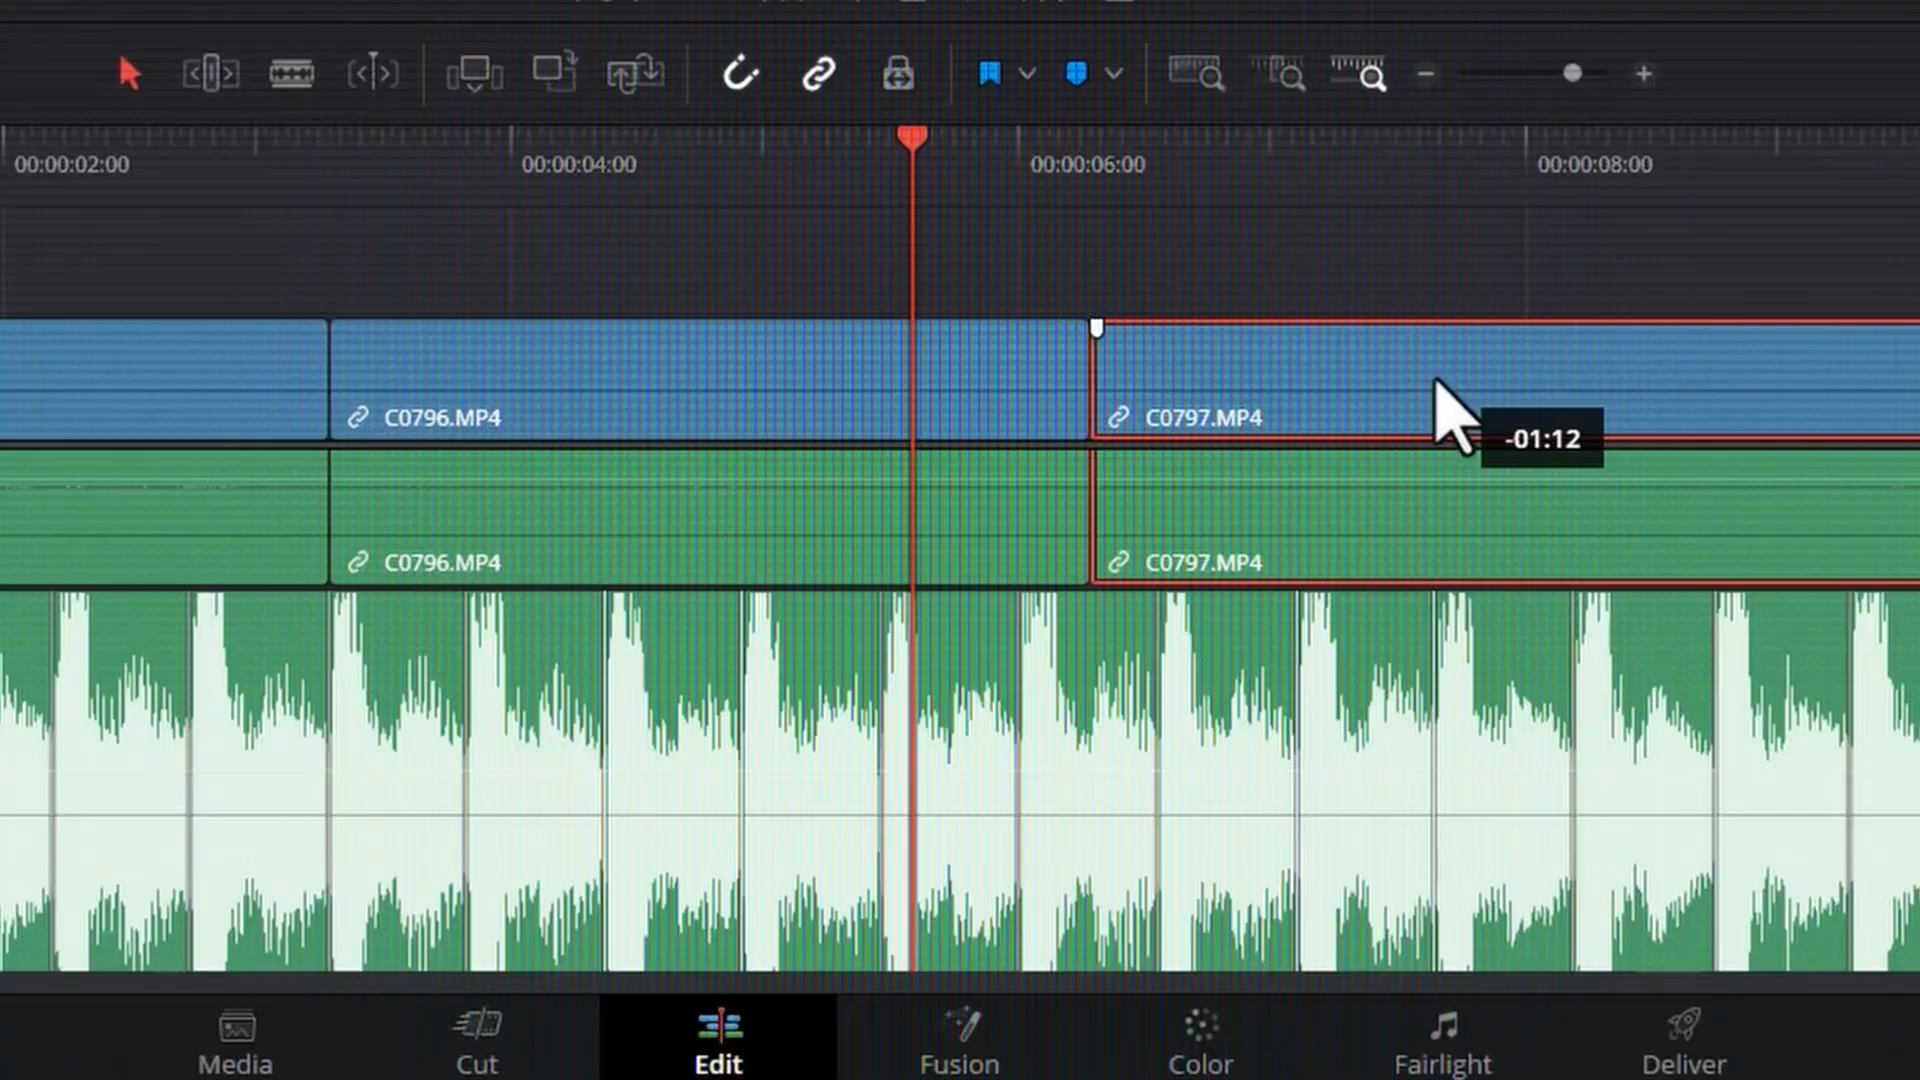 00:00:02:00 00:00:04:00 00:00:06:00 00:00:08:00
C0796.MP4 C0797.MP4
-01:12
C0796.MP4 C0797.MP4
Media Cut Edit Fusion Color Fairlight Deliver